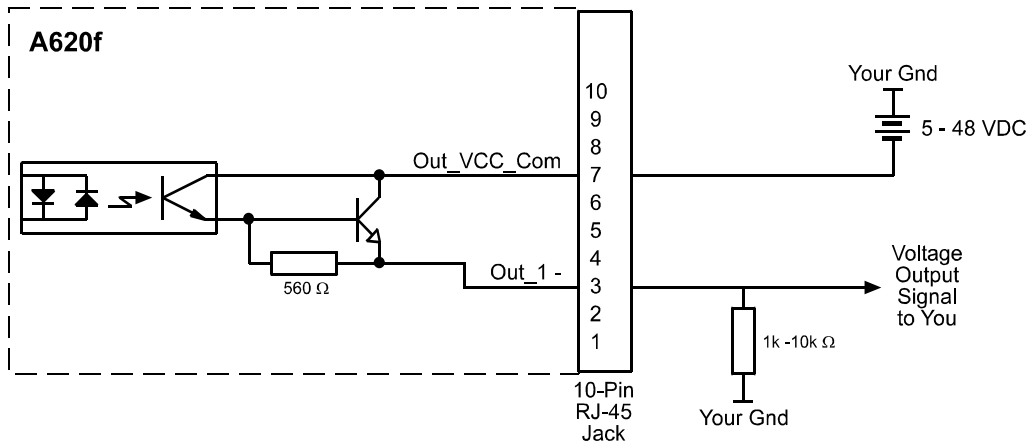 A620f
Your Gnd
5 - 48 VDC
10
9
8
7
6
5
4
3
2
1
Out_VCC_Com
560 Ω
Out_1 -
Voltage
Output
Signal
to You
1k -10k Ω
Your Gnd
10-Pin
RJ-45
Jack